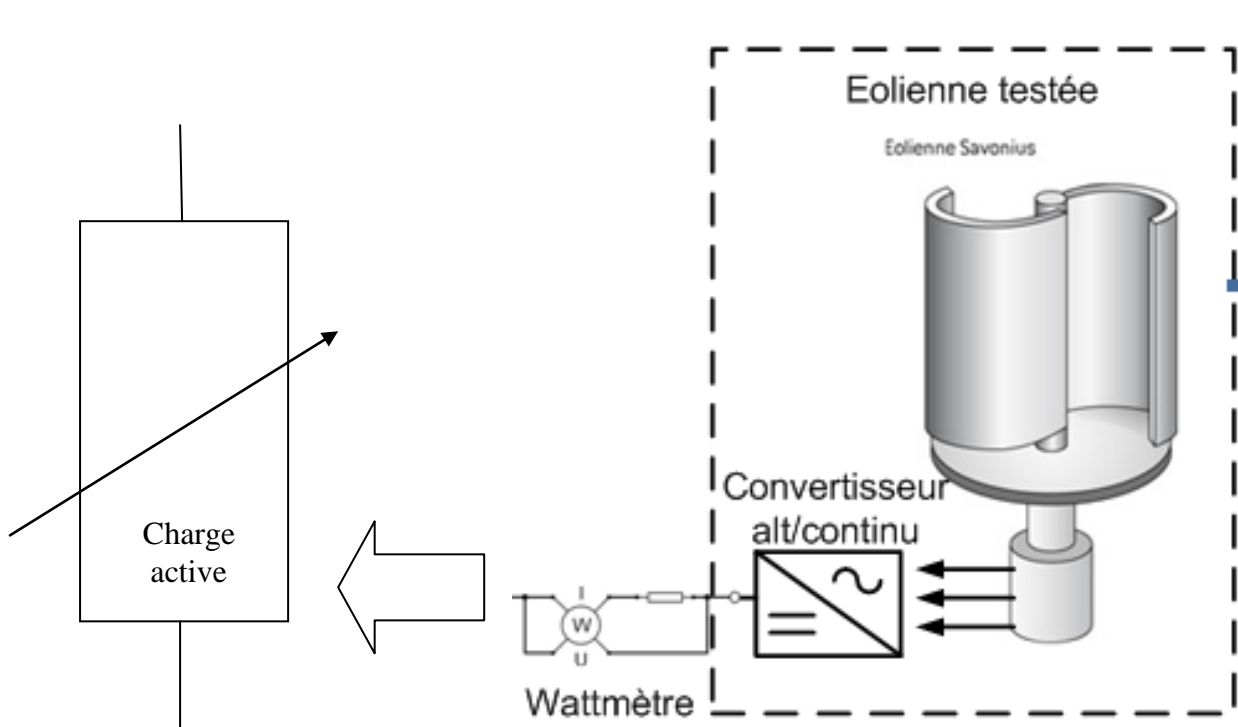 Eolienne testée
Eolienne Savonius
Convertisseur
alt/continu
Charge
active
I
W
U
Wattmètre